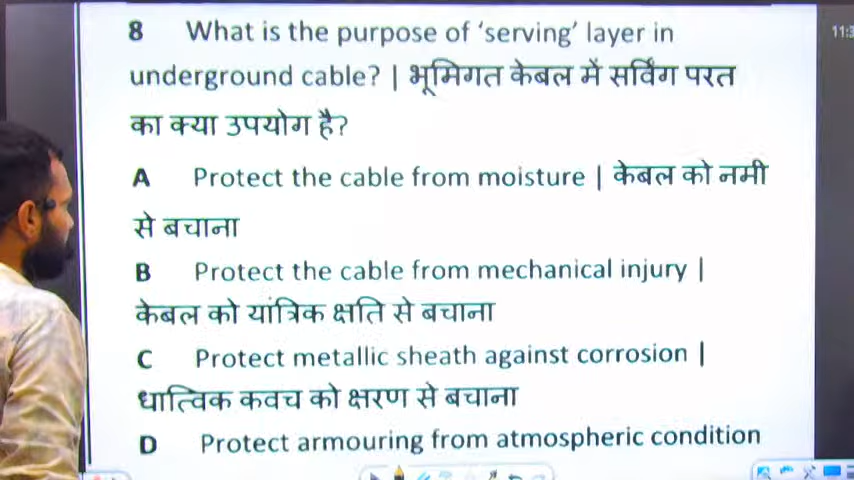 8 What is the purpose of ‘serving’ layer in
underground cable? | भूमिगत केबल में सर्विंग परत
का क्या उपयोग है?
A Protect the cable from moisture | केबल को नमी
से बचाना
B Protect the cable from mechanical injury |
केबल को यांत्रिक क्षति से बचाना
C Protect metallic sheath against corrosion |
धात्विक कवच को क्षरण से बचाना
D Protect armouring from atmospheric condition